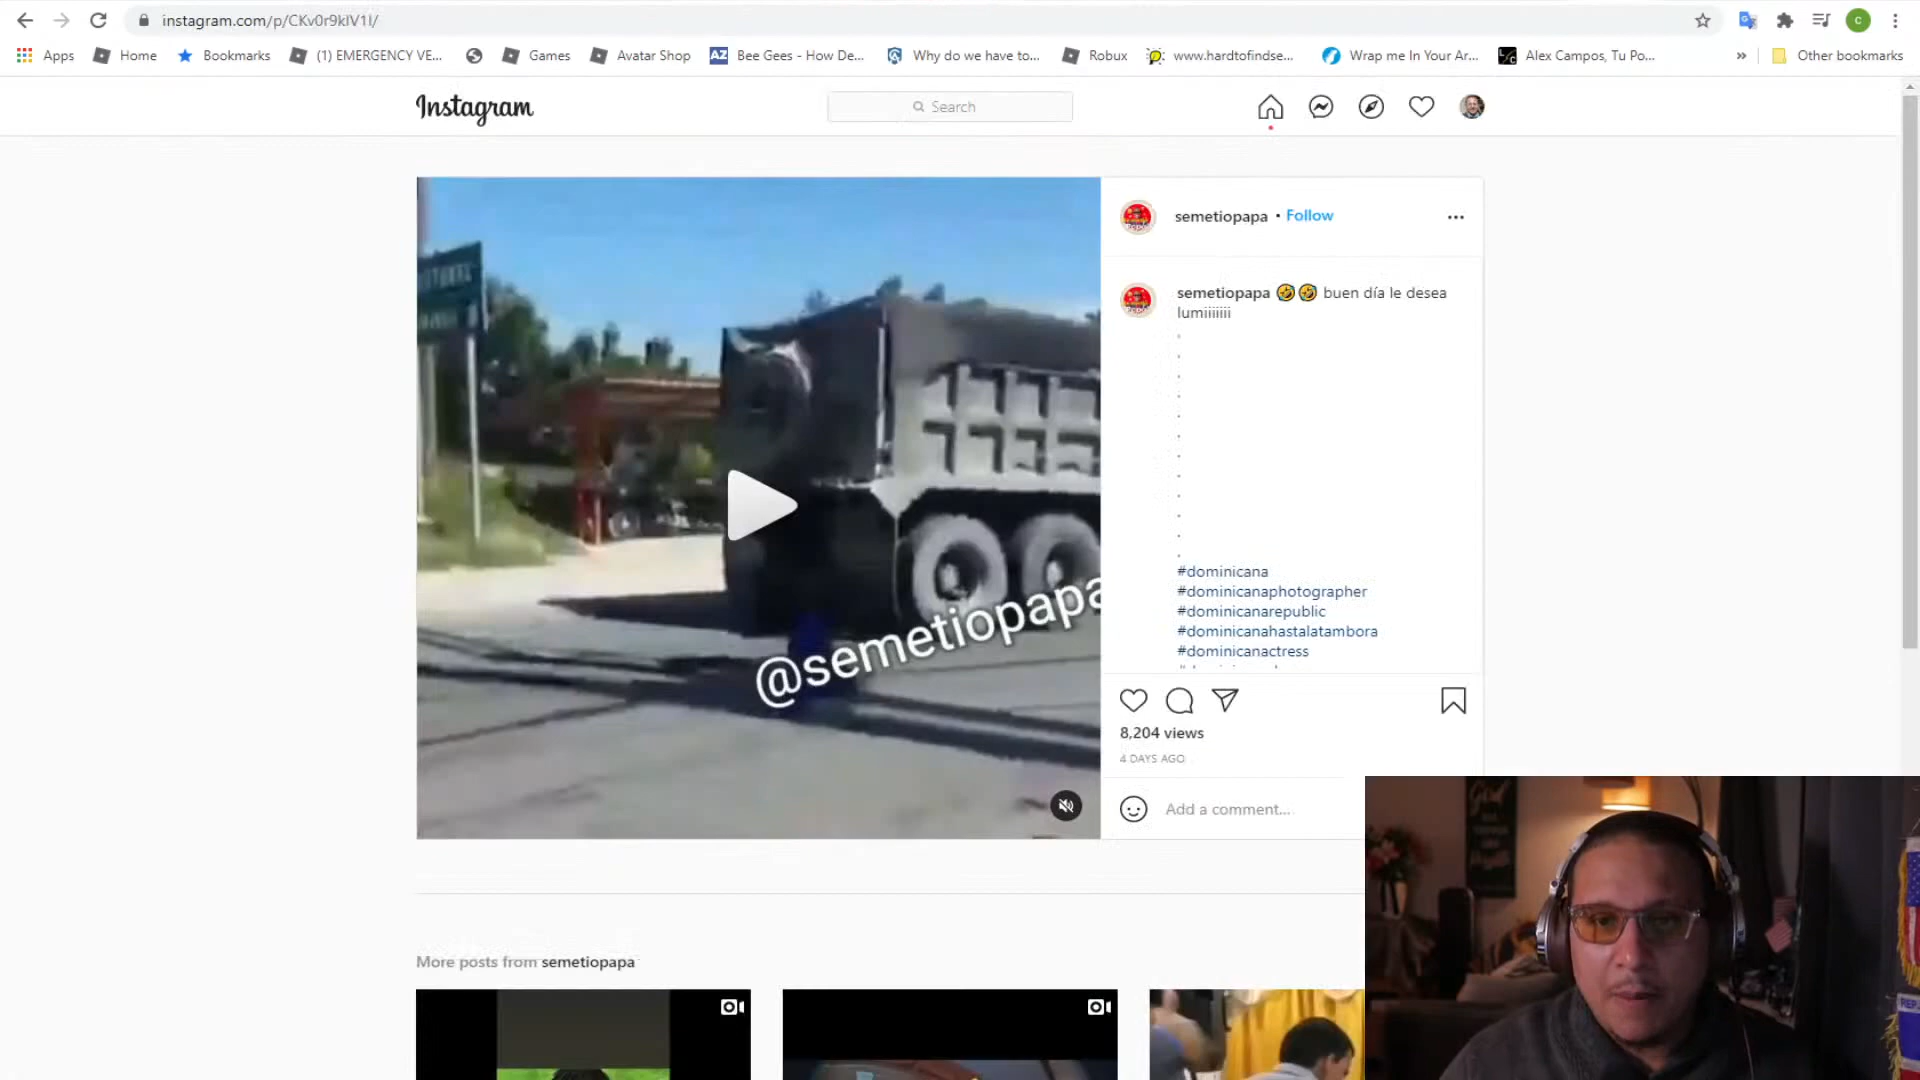 instagram.com/p/CKv0r9klV1l/
C
Apps
Home
Bookmarks
(1) EMERGENCY VE...
Games
Avatar Shop
AZ
Bee Gees - How De...
Why do we have to...
Robux
www.hardtofindse...
Wrap me In Your Ar...
Alex Campos, Tu Po...
»
Other bookmarks
Instagram
Search
semetiopapa • Follow
semetiopapa 🤣🤣 buen día le desea
lumiiiiiii
.
.
.
.
.
.
.
.
.
.
.
.
#dominicana
#dominicanaphotographer
#dominicanarepublic
#dominicanahastalatambora
#dominicanactress
@semetiopapa
8,204 views
4 DAYS AGO
Add a comment...
More posts from semetiopapa